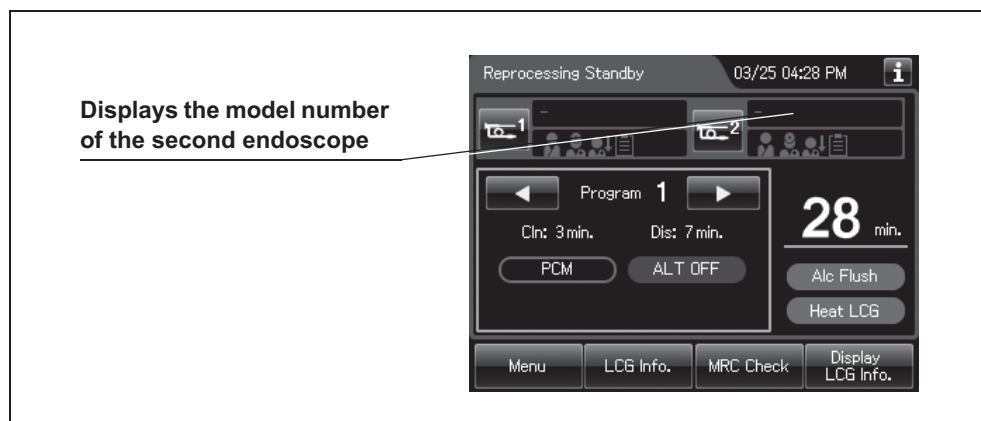 Displays the model number
of the second endoscope
Reprocessing Standby 03/25 04:28 PM i
1 - 2 -
Program 1
Cln: 3 min. Dis: 7 min.
28 min.
PCM ALT OFF
Alc Flush
Heat LCG
Menu LCG Info. MRC Check Display
LCG Info.